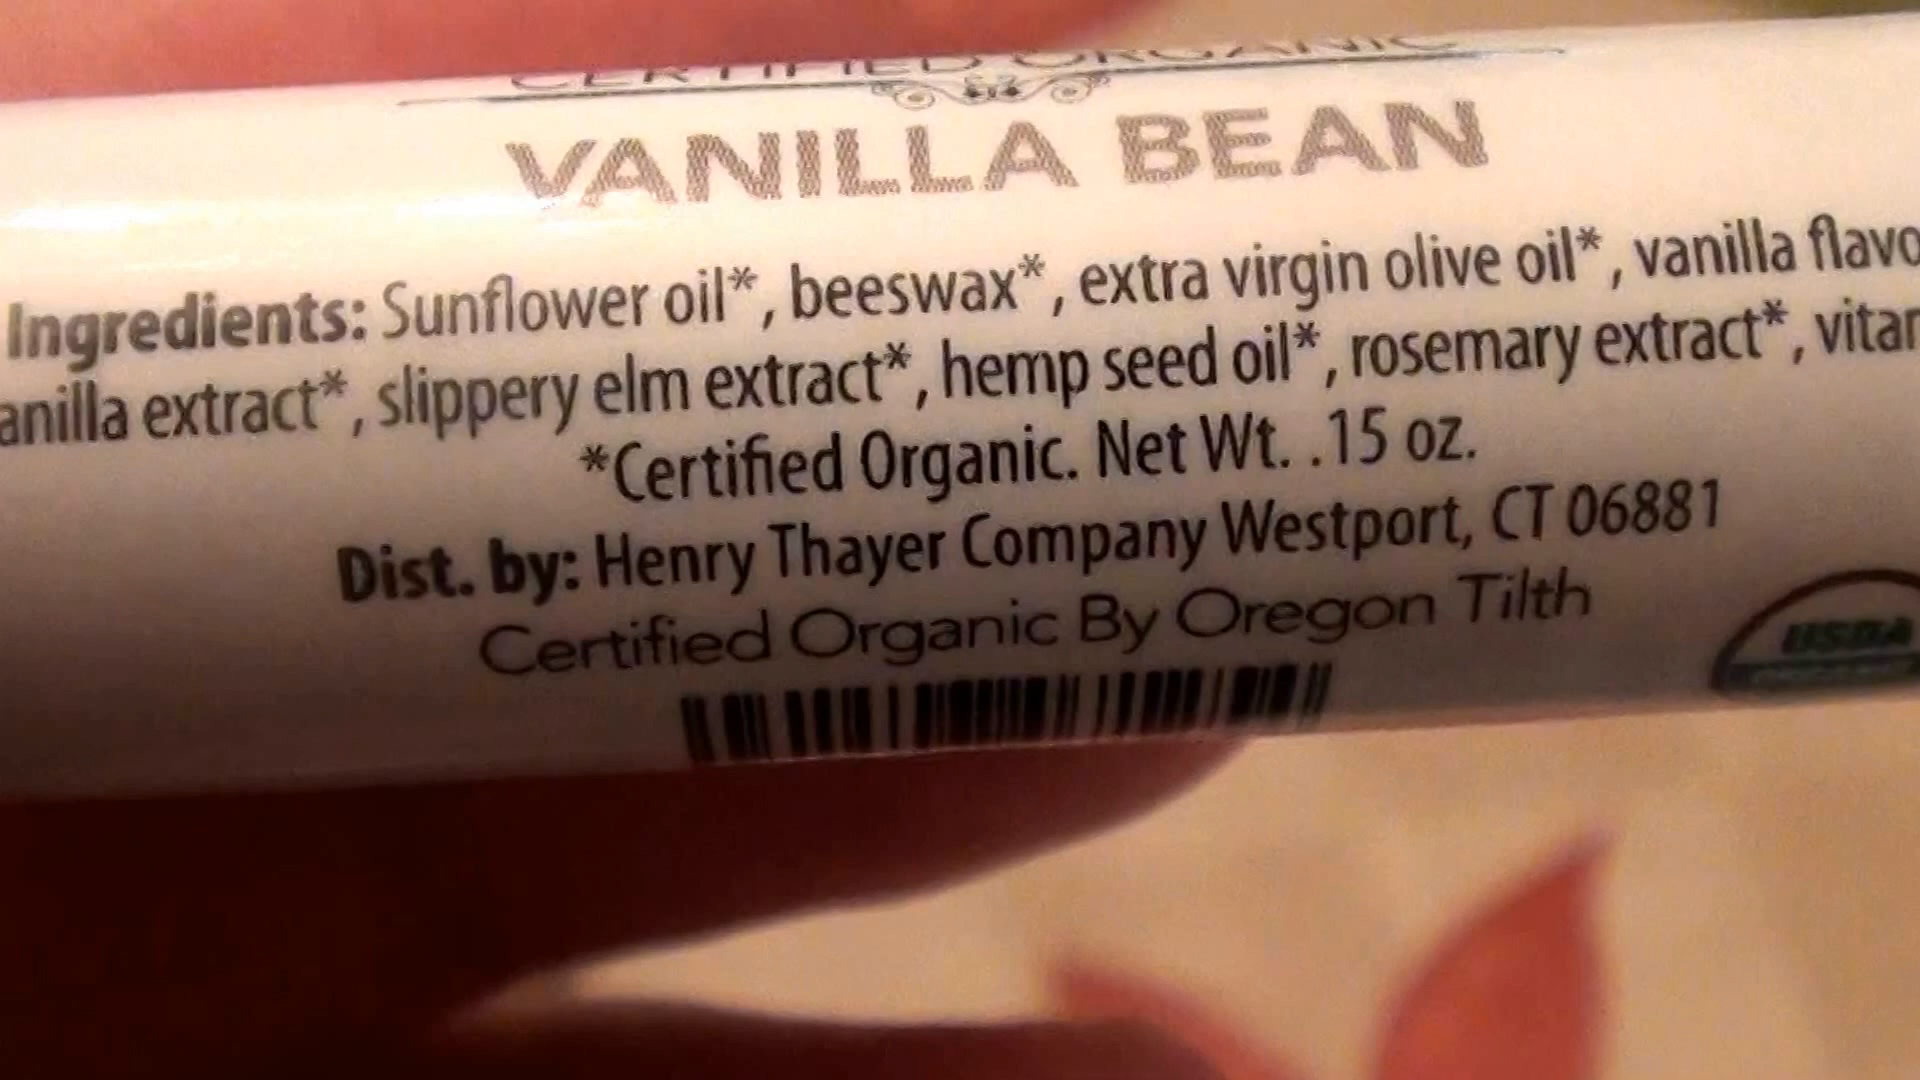 CERTIFIED ORGANIC
VANILLA BEAN
Ingredients: Sunflower oil*, beeswax*, extra virgin olive oil*, vanilla flavo
anilla extract*, slippery elm extract*, hemp seed oil*, rosemary extract*, vitam
*Certified Organic. Net Wt. .15 oz.
Dist. by: Henry Thayer Company Westport, CT 06881
Certified Organic By Oregon Tilth
USDA